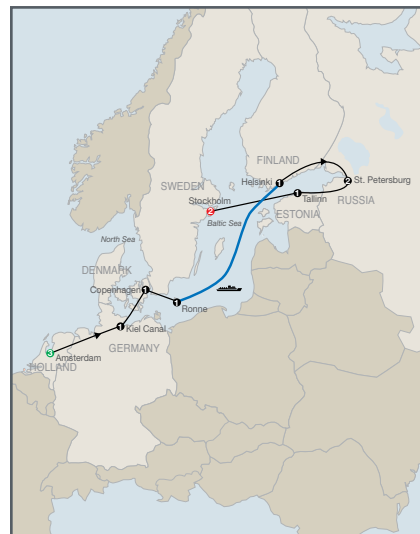 FINLAND
Helsinki 1
2 St. Petersburg
SWEDEN
1
Tallinn
RUSSIA
Stockholm
2
ESTONIA
Baltic Sea
North Sea
DENMARK
Copenhagen 1
1
Ronne
1
Kiel Canal
GERMANY
3
Amsterdam
HOLLAND